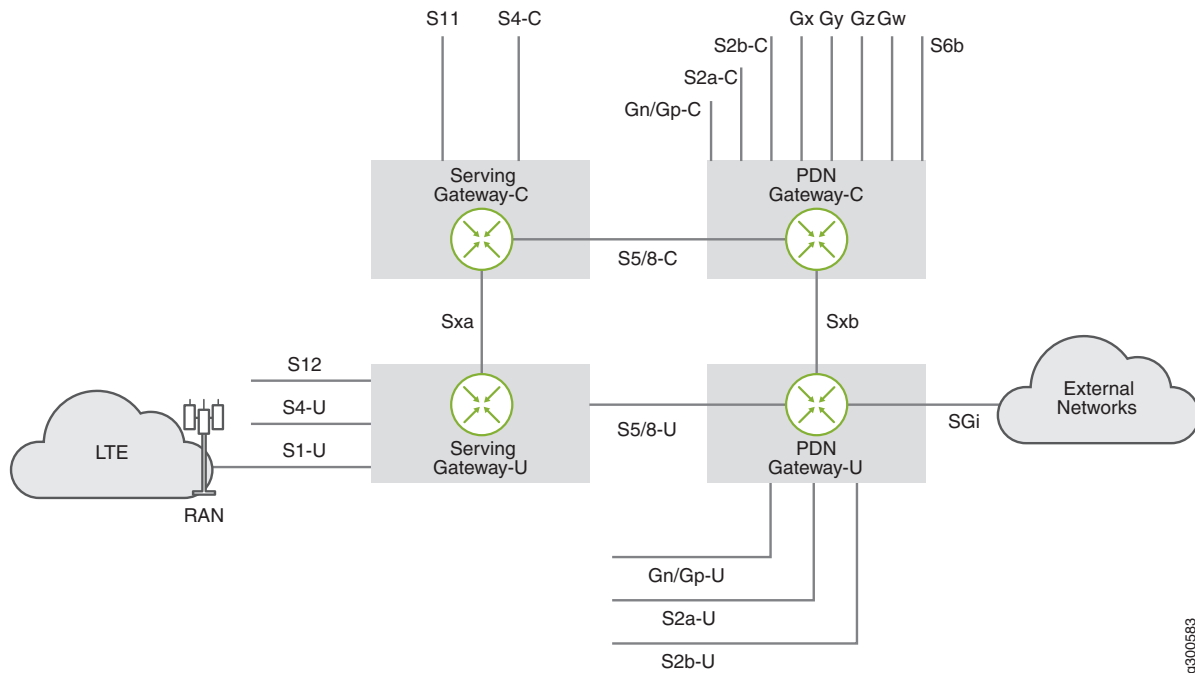 S11
S4-C
Gx
Gy
Gz
Gw
S2b-C
S6b
S2a-C
Gn/Gp-C
Serving
Gateway-C
PDN
Gateway-C
S5/8-C
Sxa
Sxb
S12
S4-U
S1-U
LTE
RAN
Serving
Gateway-U
S5/8-U
PDN
Gateway-U
SGi
External
Networks
Gn/Gp-U
S2a-U
S2b-U
g300583